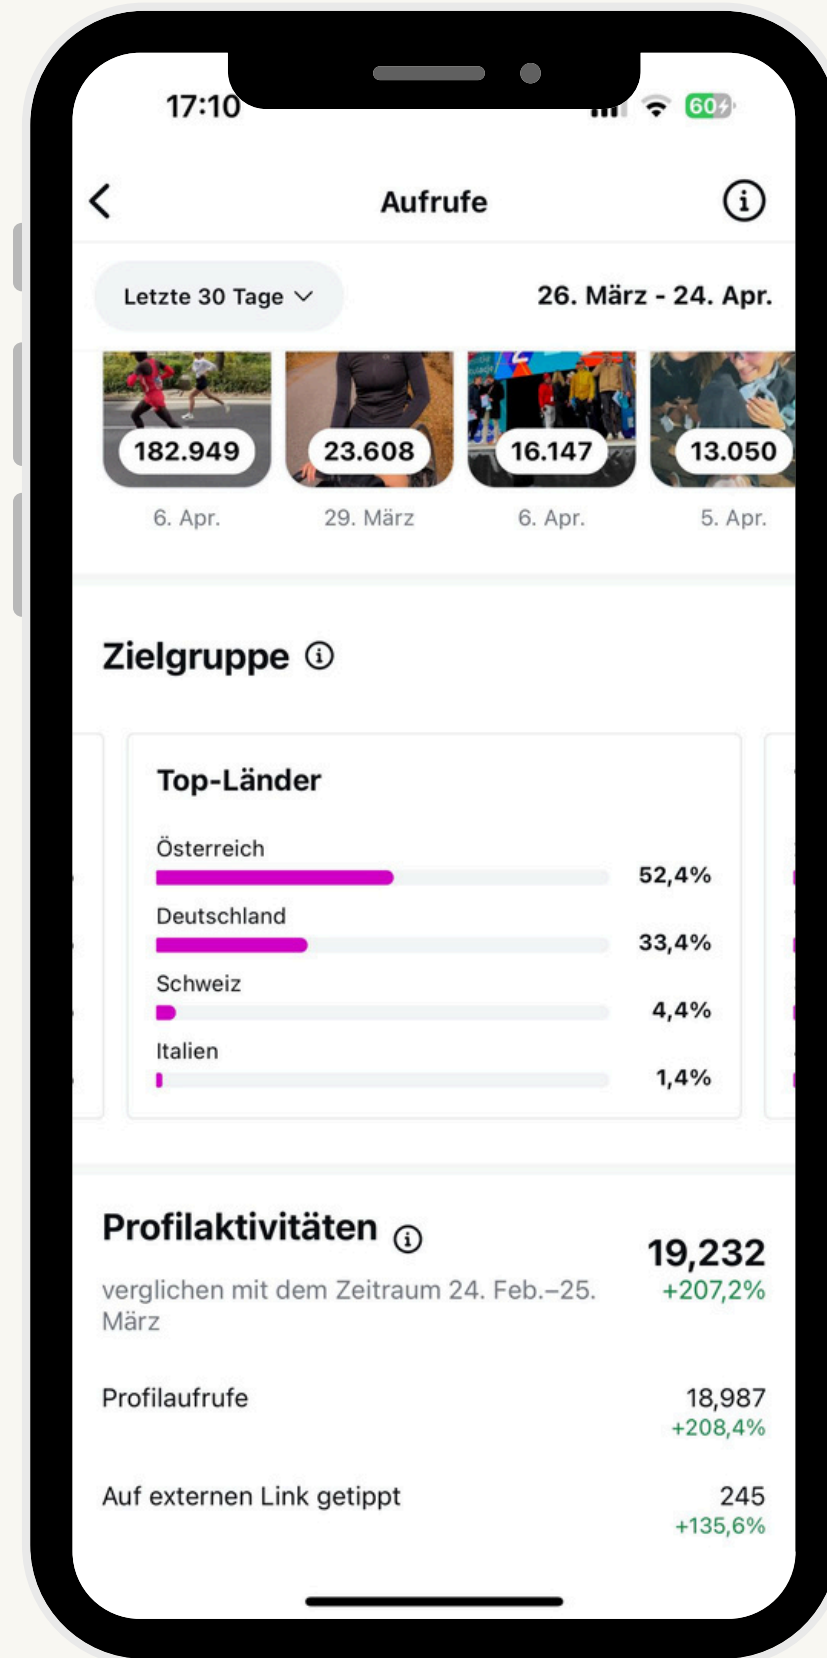 17:10
60
Aufrufe
Letzte 30 Tage
26. März - 24. Apr.
182.949
23.608
16.147
13.050
6. Apr.
29. März
6. Apr.
5. Apr.
Zielgruppe
Top-Länder
Österreich
52,4%
Deutschland
33,4%
Schweiz
4,4%
Italien
1,4%
Profilaktivitäten
19,232
verglichen mit dem Zeitraum 24. Feb.–25.
+207,2%
März
Profilaufrufe
18,987
+208,4%
Auf externen Link getippt
245
+135,6%